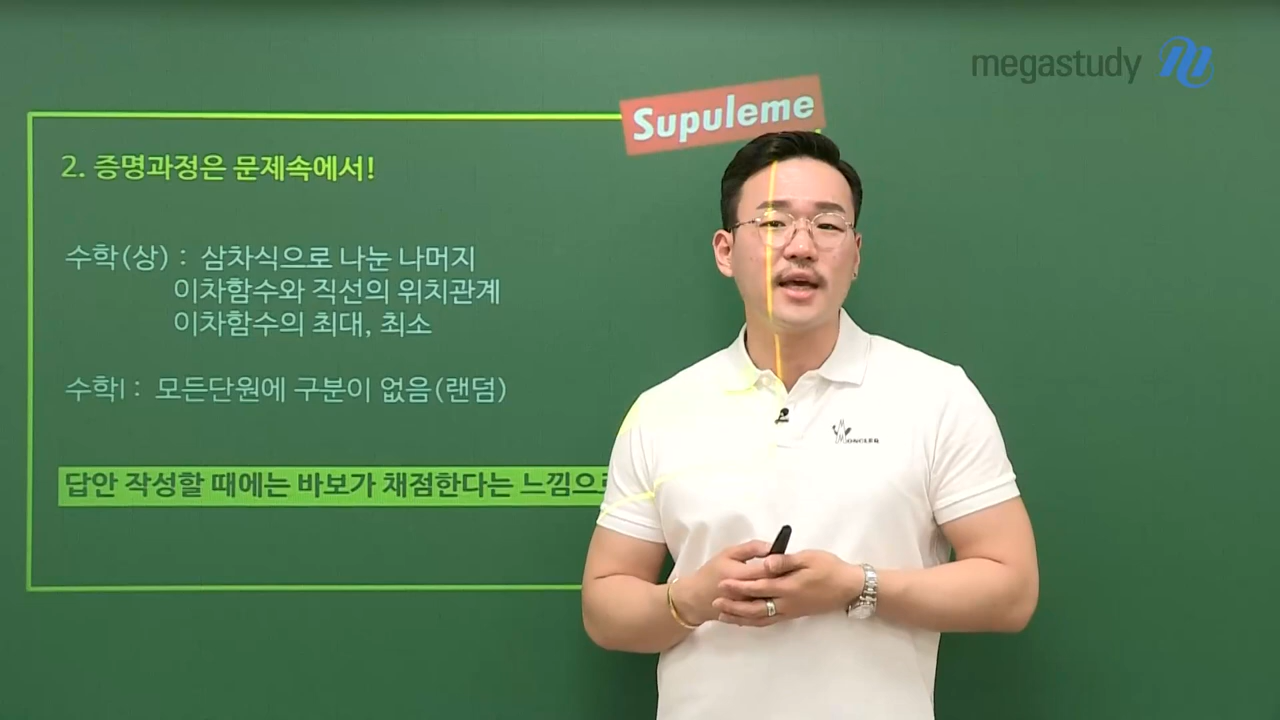 megastudy
Supuleme
2. 증명과정은 문제속에서!
수학(상) : 삼차식으로 나눈 나머지
이차함수와 직선의 위치관계
이차함수의 최대, 최소
수학I : 모든단원에 구분이 없음(랜덤)
답안 작성할 때에는 바보가 채점한다는 느낌으로
MONCLER